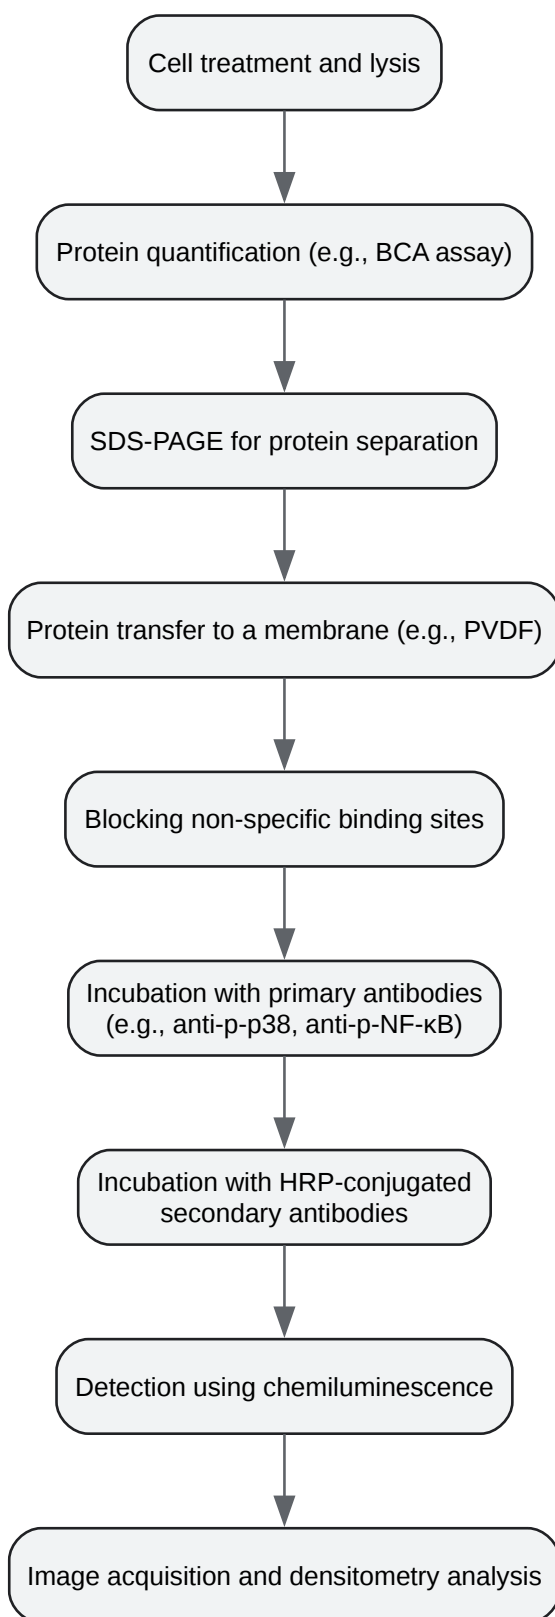 Cell treatment and lysis
Protein quantification (e.g., BCA assay)
SDS-PAGE for protein separation
Protein transfer to a membrane (e.g., PVDF)
Blocking non-specific binding sites
Incubation with primary antibodies
(e.g., anti-p-p38, anti-p-NF-κB)
Incubation with HRP-conjugated
secondary antibodies
Detection using chemiluminescence
Image acquisition and densitometry analysis